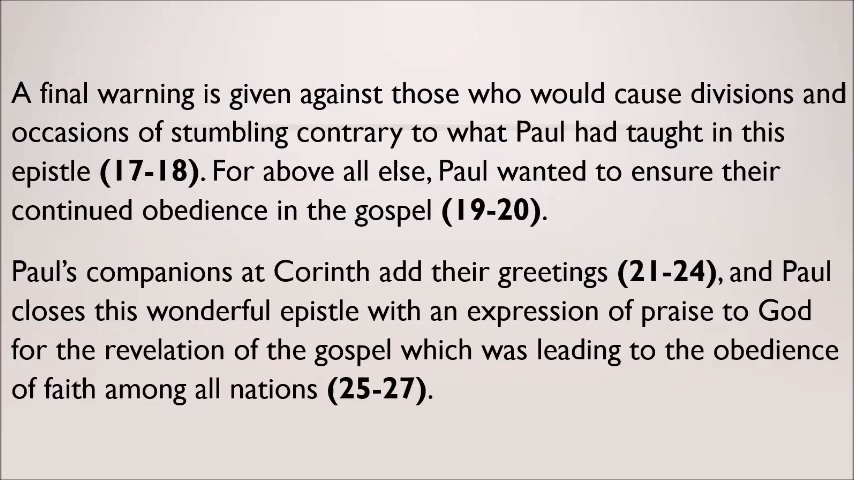 A final warning is given against those who would cause divisions and
occasions of stumbling contrary to what Paul had taught in this
epistle (17-18). For above all else, Paul wanted to ensure their
continued obedience in the gospel (19-20).
Paul's companions at Corinth add their greetings (21-24), and Paul
closes this wonderful epistle with an expression of praise to God
for the revelation of the gospel which was leading to the obedience
of faith among all nations (25-27).